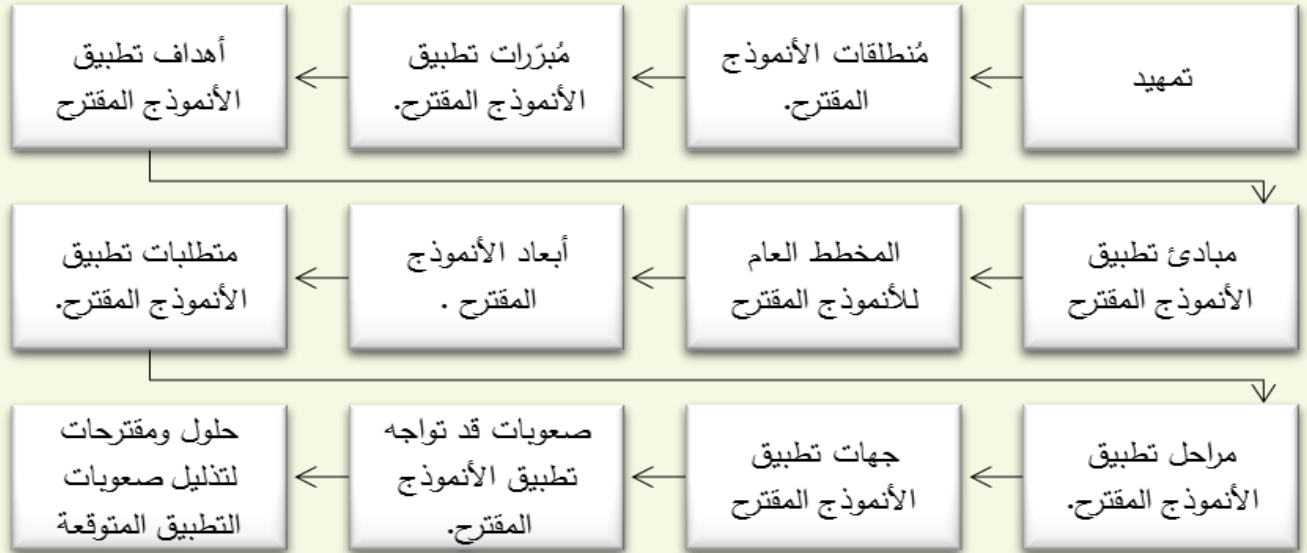 تمهيد
مُنطلقات الأنموذج
المقترح.
مُبرّرات تطبيق
الأنموذج المقترح.
أهداف تطبيق
الأنموذج المقترح
مبادئ تطبيق
الأنموذج المقترح
المخطط العام
للأنموذج المقترح
أبعاد الأنموذج
المقترح .
متطلبات تطبيق
الأنموذج المقترح.
مراحل تطبيق
الأنموذج المقترح.
جهات تطبيق
الأنموذج المقترح
صعوبات قد تواجه
تطبيق الأنموذج
المقترح.
حلول ومقترحات
لتذليل صعوبات
التطبيق المتوقعة